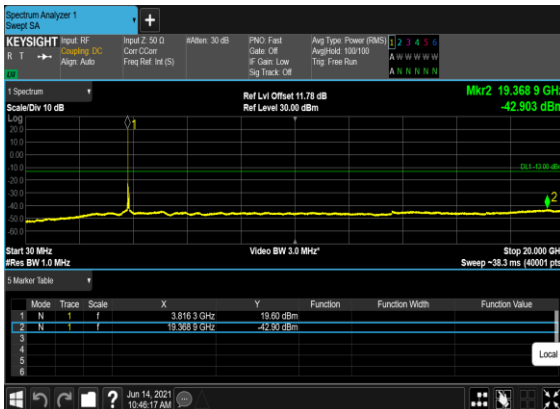 Spectrum Analyzer 1
Swept SA
+
KEYSIGHT
R T
Input: RF
Coupling: DC
Align: Auto
Input Z: 50 Ω
Corr CCorr
Freq Ref: Int (S)
#Atten: 30 dB
PNO: Fast
Gate: Off
IF Gain: Low
Sig Track: Off
Avg Type: Power (RMS)
Avg|Hold: 100/100
Trig: Free Run
1 2 3 4 5 6
A W W W W W
A N N N N N
1 Spectrum
Scale/Div 10 dB
Ref Lvl Offset 11.78 dB
Ref Level 30.00 dBm
Mkr2 19.368 9 GHz
-42.903 dBm
Log
20.0
10.0
0.00
-10.0
-20.0
-30.0
-40.0
-50.0
-60.0
1
DL1 -13.00 dBm
2
Start 30 MHz
#Res BW 1.0 MHz
Video BW 3.0 MHz*
Stop 20.000 GH
Sweep ~38.3 ms (40001 pts
5 Marker Table
Mode Trace Scale X Y Function Function Width Function Value
1 N 1 f 3.816 3 GHz 19.60 dBm
2 N 1 f 19.368 9 GHz -42.90 dBm
3
4
5
6
Local
?
Jun 14, 2021
10:46:17 AM